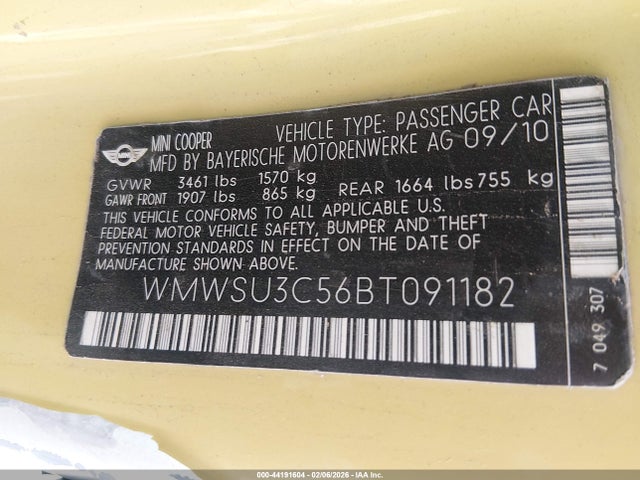 MINI COOPER VEHICLE TYPE: PASSENGER CAR
MFD BY BAYERISCHE MOTORENWERKE AG 09/10
GVWR 3461 lbs 1570 kg
GAWR FRONT 1907 lbs 865 kg REAR 1664 lbs 755 kg
THIS VEHICLE CONFORMS TO ALL APPLICABLE U.S.
FEDERAL MOTOR VEHICLE SAFETY, BUMPER AND THEFT
PREVENTION STANDARDS IN EFFECT ON THE DATE OF
MANUFACTURE SHOWN ABOVE.
WMWSU3C56BT091182
7 049 307
000-44191604 | 02/06/2026 | IAA Corp.